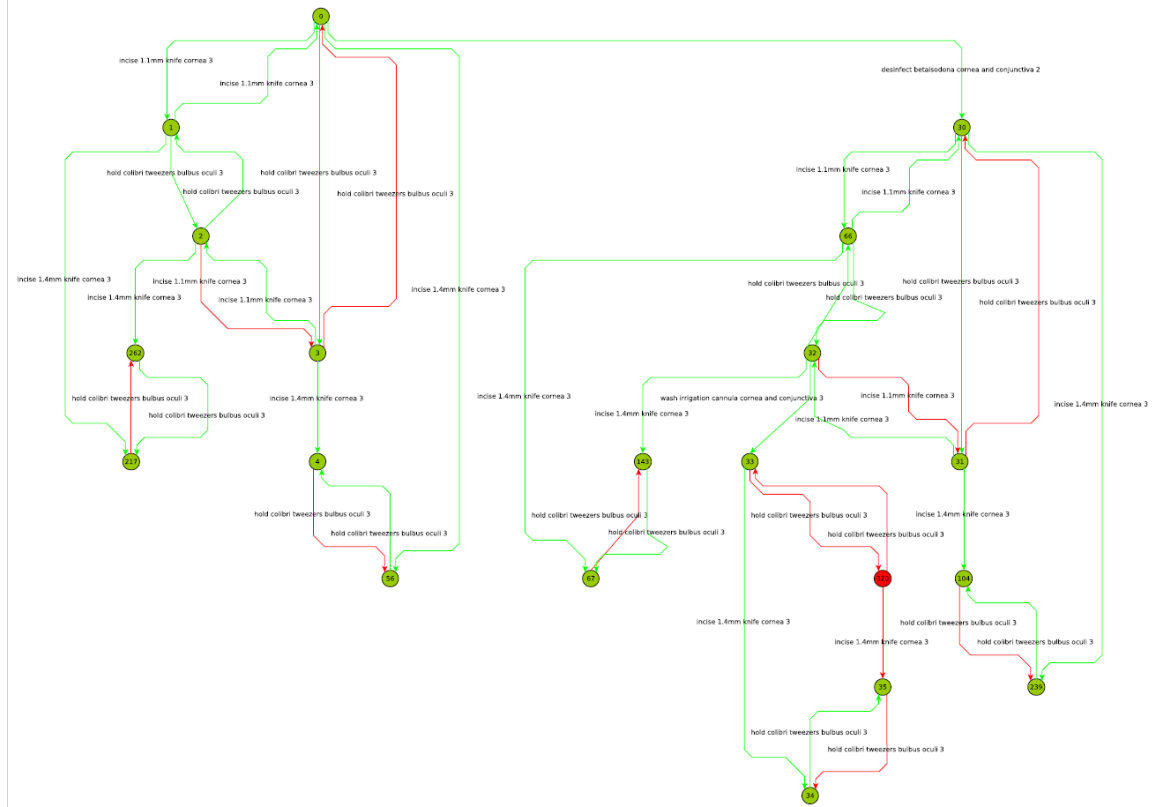 0
incise 1.1mm knife cornea 3
desinfect betaisodona cornea and conjunctiva 2
incise 1.1mm knife cornea 3
1
30
hold colibri tweezers bulbus oculi 3
hold colibri tweezers bulbus oculi 3
incise 1.1mm knife cornea 3
hold colibri tweezers bulbus oculi 3
hold colibri tweezers bulbus oculi 3
incise 1.1mm knife cornea 3
2
66
incise 1.4mm knife cornea 3
incise 1.1mm knife cornea 3
incise 1.4mm knife cornea 3
hold colibri tweezers bulbus oculi 3
hold colibri tweezers bulbus oculi 3
incise 1.4mm knife cornea 3
incise 1.1mm knife cornea 3
hold colibri tweezers bulbus oculi 3
hold colibri tweezers bulbus oculi 3
262
3
32
hold colibri tweezers bulbus oculi 3
incise 1.4mm knife cornea 3
incise 1.4mm knife cornea 3
wash irrigation cannula cornea and conjunctiva 3
incise 1.1mm knife cornea 3
incise 1.4mm knife cornea 3
hold colibri tweezers bulbus oculi 3
incise 1.4mm knife cornea 3
incise 1.1mm knife cornea 3
217
4
143
33
31
hold colibri tweezers bulbus oculi 3
hold colibri tweezers bulbus oculi 3
hold colibri tweezers bulbus oculi 3
incise 1.4mm knife cornea 3
hold colibri tweezers bulbus oculi 3
hold colibri tweezers bulbus oculi 3
hold colibri tweezers bulbus oculi 3
56
67
104
incise 1.4mm knife cornea 3
incise 1.4mm knife cornea 3
hold colibri tweezers bulbus oculi 3
hold colibri tweezers bulbus oculi 3
35
239
hold colibri tweezers bulbus oculi 3
hold colibri tweezers bulbus oculi 3
34